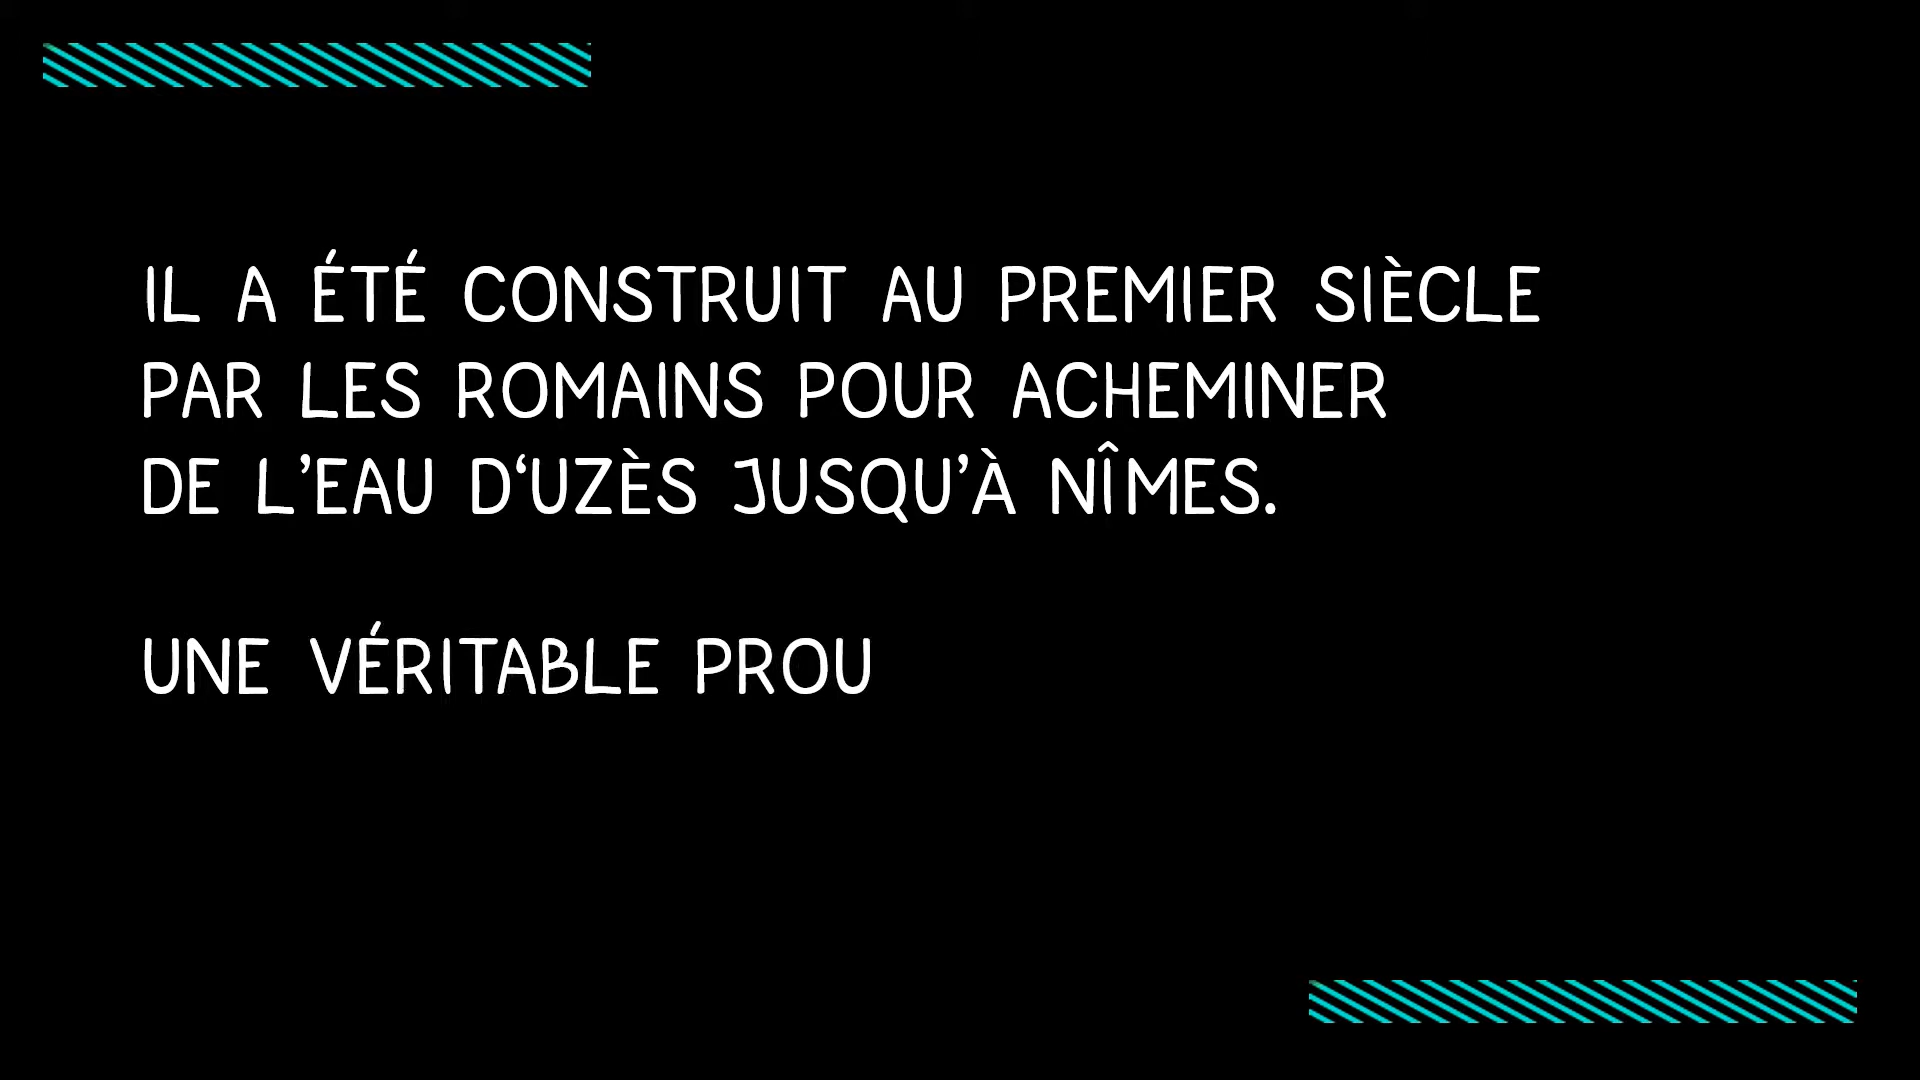 IL A ÉTÉ CONSTRUIT AU PREMIER SIÈCLE
PAR LES ROMAINS POUR ACHEMINER
DE L’EAU D‘UZÈS JUSQU’À NÎMES.
UNE VÉRITABLE PROU